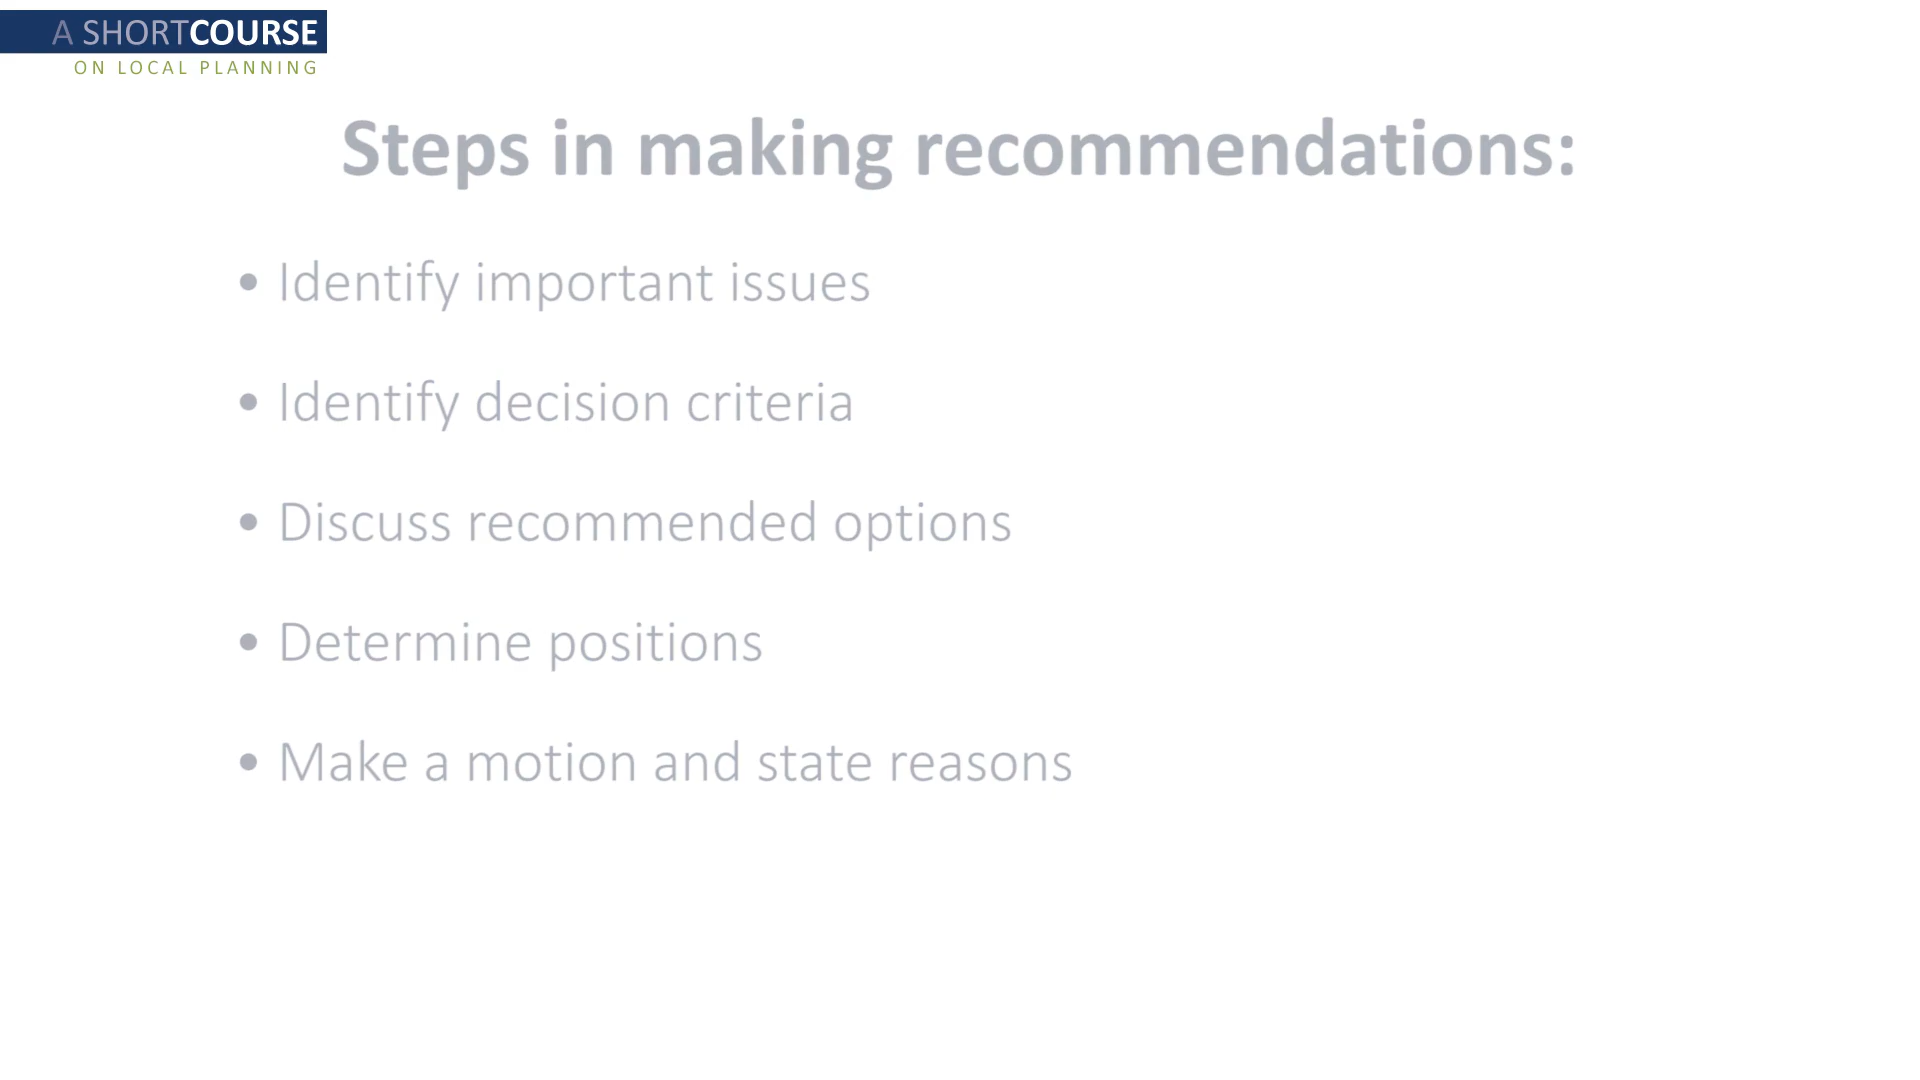 A SHORTCOURSE
ON LOCAL PLANNING
Steps in making recommendations:
• Identify important issues
• Identify decision criteria
• Discuss recommended options
• Determine positions
• Make a motion and state reasons